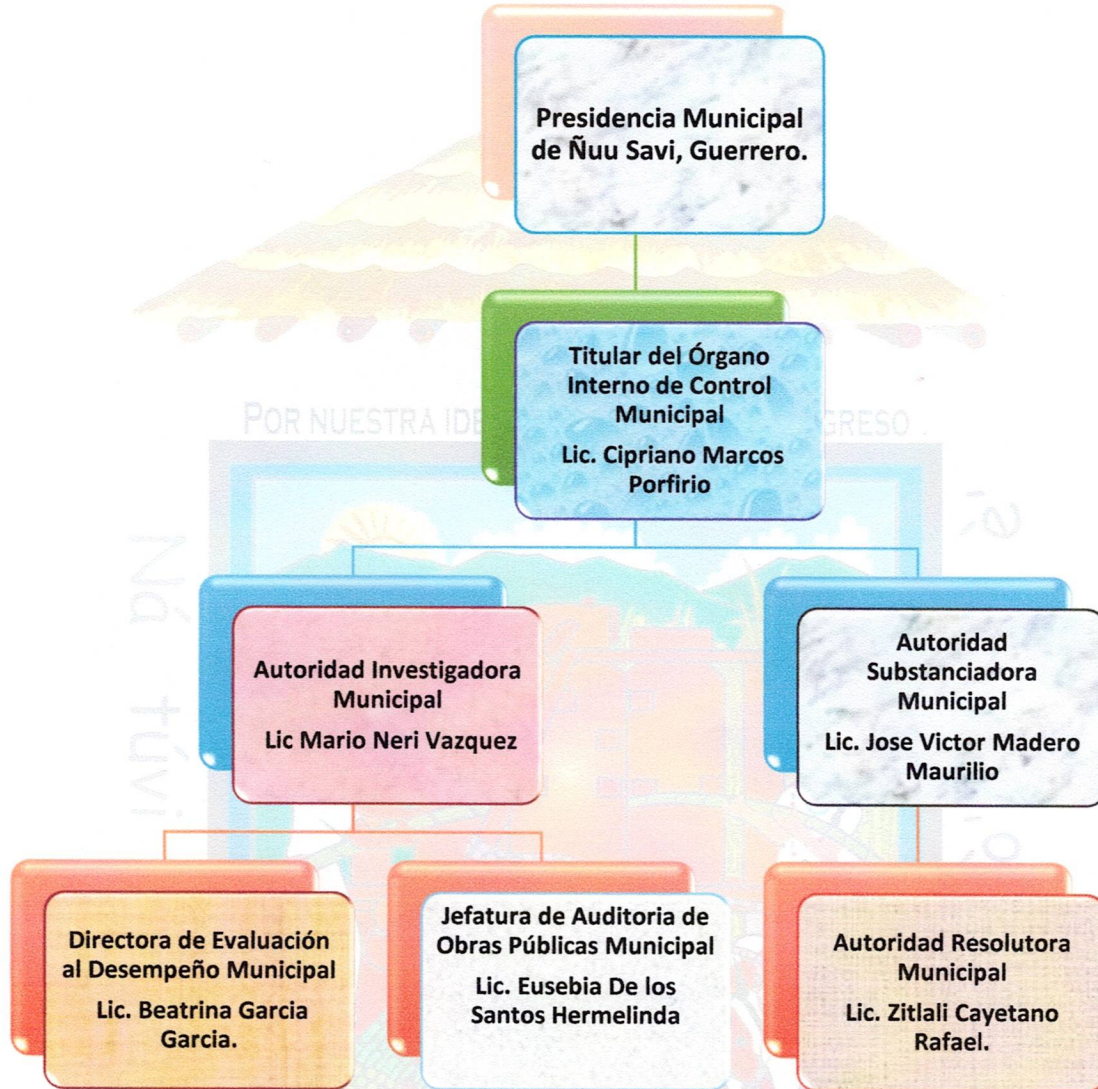 Presidencia Municipal
de Ñuu Savi, Guerrero.
Titular del Órgano
Interno de Control
Municipal
Lic. Cipriano Marcos
Porfirio
POR NUESTRA IDE
GRESO
Ná túvi
Autoridad Investigadora
Municipal
Lic Mario Neri Vazquez
Autoridad
Substanciadora
Municipal
Lic. Jose Victor Madero
Maurilio
Directora de Evaluación
al Desempeño Municipal
Lic. Beatrina Garcia
Garcia.
Jefatura de Auditoria de
Obras Públicas Municipal
Lic. Eusebia De los
Santos Hermelinda
Autoridad Resolutora
Municipal
Lic. Zitlali Cayetano
Rafael.